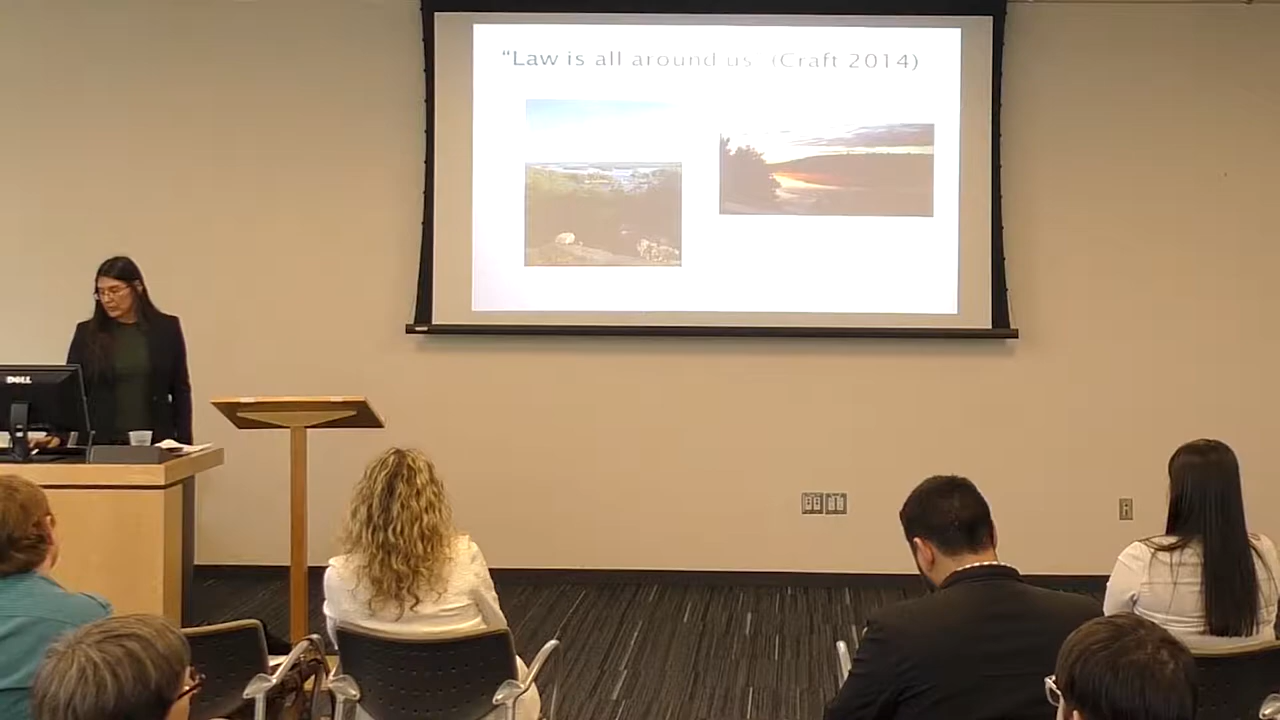 “Law is all around us” (Craft 2014)
DELL